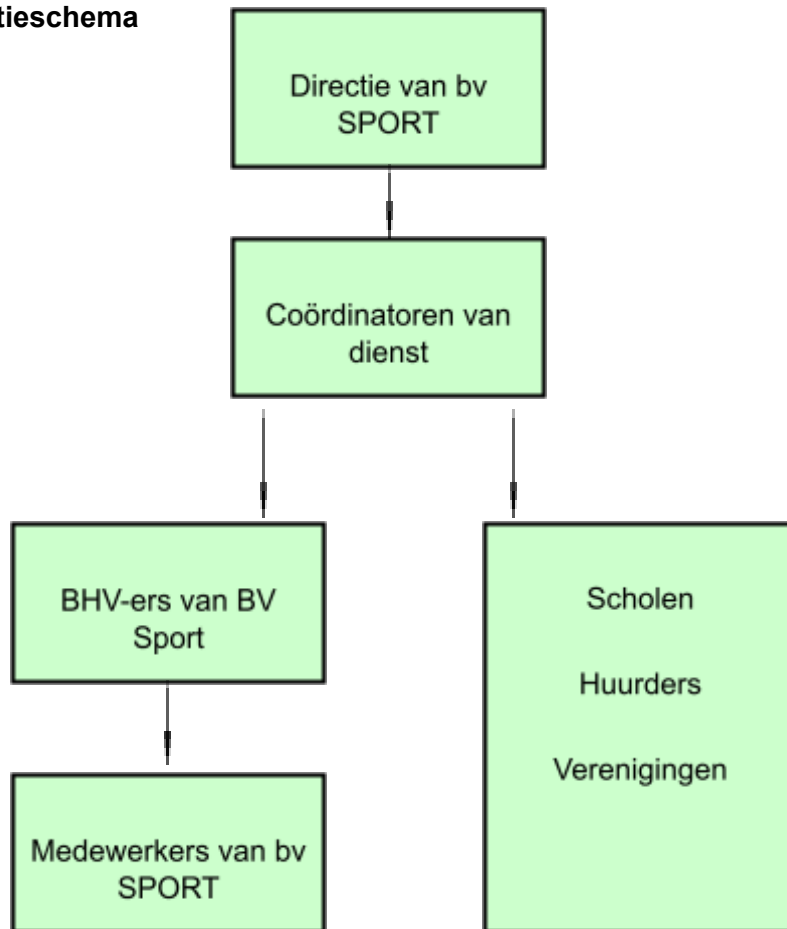 tieschema
Directie van bv
SPORT
Coördinatoren van
dienst
BHV-ers van BV
Sport
Scholen
Huurders
Verenigingen
Medewerkers van bv
SPORT